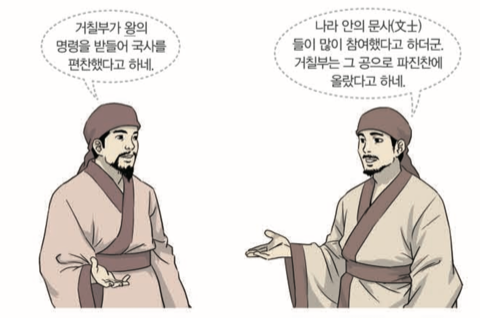 거칠부가 왕의
명령을 받들어 국사를
편찬했다고 하네.
나라 안의 문사(文士)
들이 많이 참여했다고 하더군.
거칠부는 그 공으로 파진찬에
올랐다고 하네.